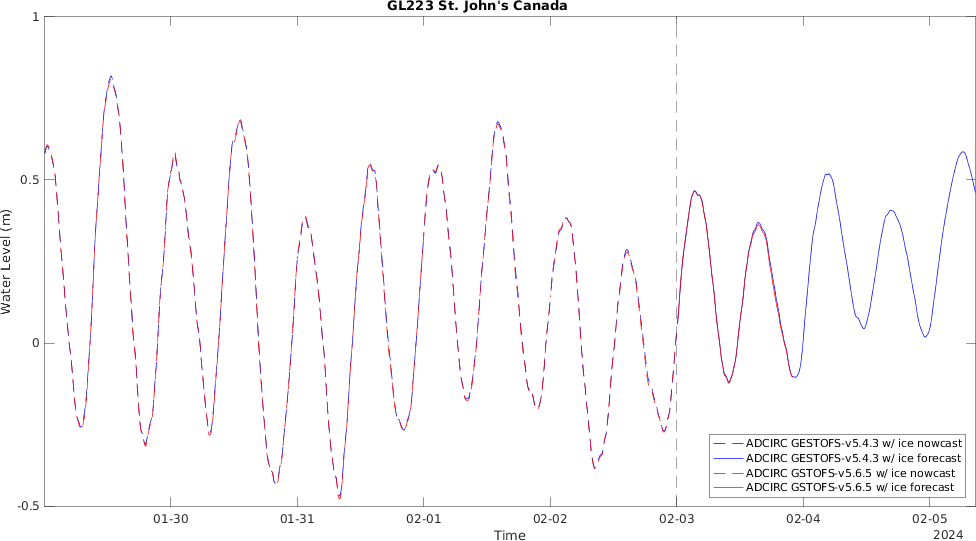 GL223 St. John's Canada
1
0.5
0
-0.5
Water Level (m)
01-30
01-31
02-01
02-02
02-03
02-04
02-05
Time
2024
ADCIRC GESTOFS-v5.4.3 w/ ice nowcast
ADCIRC GESTOFS-v5.4.3 w/ ice forecast
ADCIRC GSTOFS-v5.6.5 w/ ice nowcast
ADCIRC GSTOFS-v5.6.5 w/ ice forecast